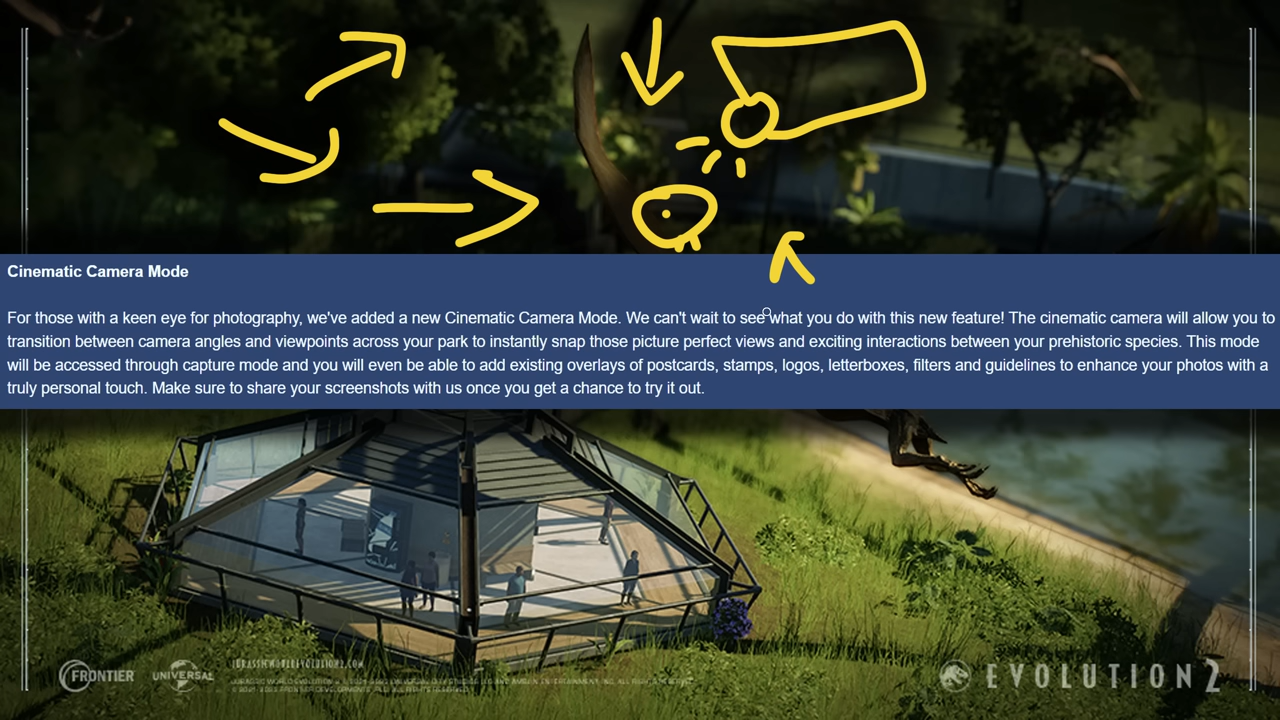 Cinematic Camera Mode
For those with a keen eye for photography, we've added a new Cinematic Camera Mode. We can't wait to see what you do with this new feature! The cinematic camera will allow you to
transition between camera angles and viewpoints across your park to instantly snap those picture perfect views and exciting interactions between your prehistoric species. This mode
will be accessed through capture mode and you will even be able to add existing overlays of postcards, stamps, logos, letterboxes, filters and guidelines to enhance your photos with a
truly personal touch. Make sure to share your screenshots with us once you get a chance to try it out.
JURASSICWORLDEVOLUTION2.COM
FRONTIER
UNIVERSAL
EVOLUTION 2